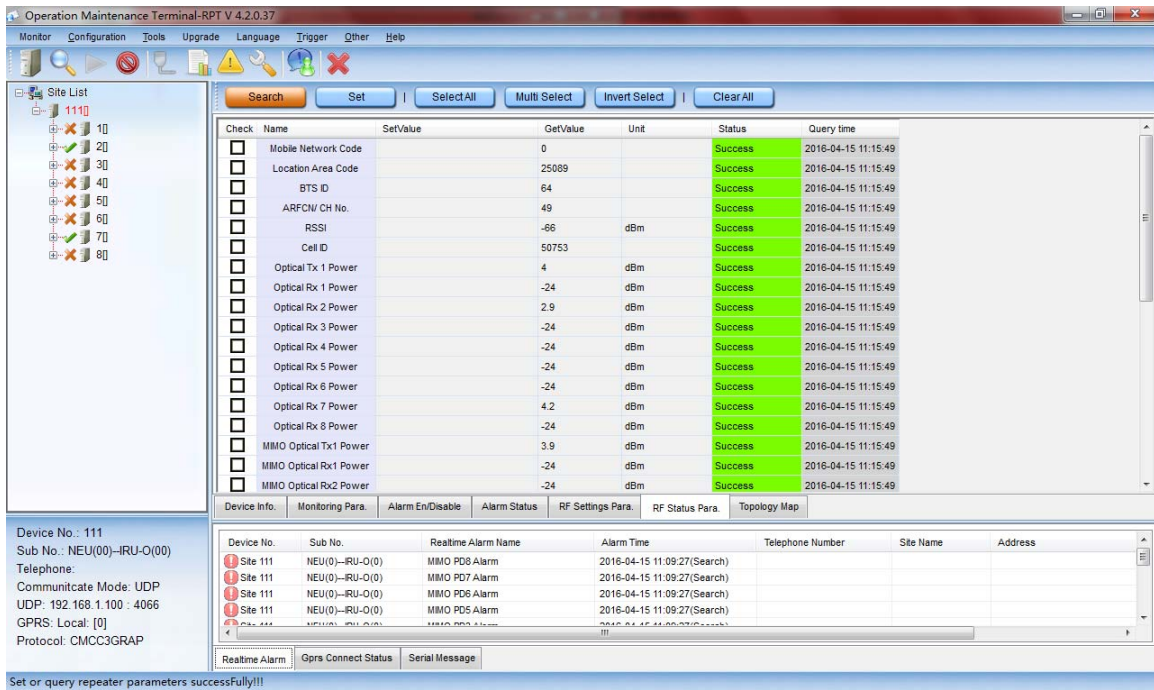 Operation Maintenance Terminal-RPT V 4.2.0.37
Monitor Configuration Tools Upgrade Language Trigger Other Help
Site List
111[]
1[]
2[]
3[]
4[]
5[]
6[]
7[]
8[]
Search Set | Select All Multi Select Invert Select | Clear All
Check Name SetValue GetValue Unit Status Query time
Mobile Network Code 0 Success 2016-04-15 11:15:49
Location Area Code 25089 Success 2016-04-15 11:15:49
BTS ID 64 Success 2016-04-15 11:15:49
ARFCN/ CH No. 49 Success 2016-04-15 11:15:49
RSSI -66 dBm Success 2016-04-15 11:15:49
Cell ID 50753 Success 2016-04-15 11:15:49
Optical Tx 1 Power 4 dBm Success 2016-04-15 11:15:49
Optical Rx 1 Power -24 dBm Success 2016-04-15 11:15:49
Optical Rx 2 Power 2.9 dBm Success 2016-04-15 11:15:49
Optical Rx 3 Power -24 dBm Success 2016-04-15 11:15:49
Optical Rx 4 Power -24 dBm Success 2016-04-15 11:15:49
Optical Rx 5 Power -24 dBm Success 2016-04-15 11:15:49
Optical Rx 6 Power -24 dBm Success 2016-04-15 11:15:49
Optical Rx 7 Power 4.2 dBm Success 2016-04-15 11:15:49
Optical Rx 8 Power -24 dBm Success 2016-04-15 11:15:49
MIMO Optical Tx1 Power 3.9 dBm Success 2016-04-15 11:15:49
MIMO Optical Rx1 Power -24 dBm Success 2016-04-15 11:15:49
MIMO Optical Rx2 Power -24 dBm Success 2016-04-15 11:15:49
Device Info. Monitoring Para. Alarm En/Disable Alarm Status RF Settings Para. RF Status Para. Topology Map
Device No.: 111
Sub No.: NEU(00)--IRU-O(00)
Telephone:
Communitcate Mode: UDP
UDP: 192.168.1.100 : 4066
GPRS: Local: [0]
Protocol: CMCC3GRAP
Device No. Sub No. Realtime Alarm Name Alarm Time Telephone Number Site Name Address
Site 111 NEU(0)--IRU-O(0) MIMO PD8 Alarm 2016-04-15 11:09:27(Search)
Site 111 NEU(0)--IRU-O(0) MIMO PD7 Alarm 2016-04-15 11:09:27(Search)
Site 111 NEU(0)--IRU-O(0) MIMO PD6 Alarm 2016-04-15 11:09:27(Search)
Site 111 NEU(0)--IRU-O(0) MIMO PD5 Alarm 2016-04-15 11:09:27(Search)
Realtime Alarm Gprs Connect Status Serial Message
Set or query repeater parameters successFully!!!